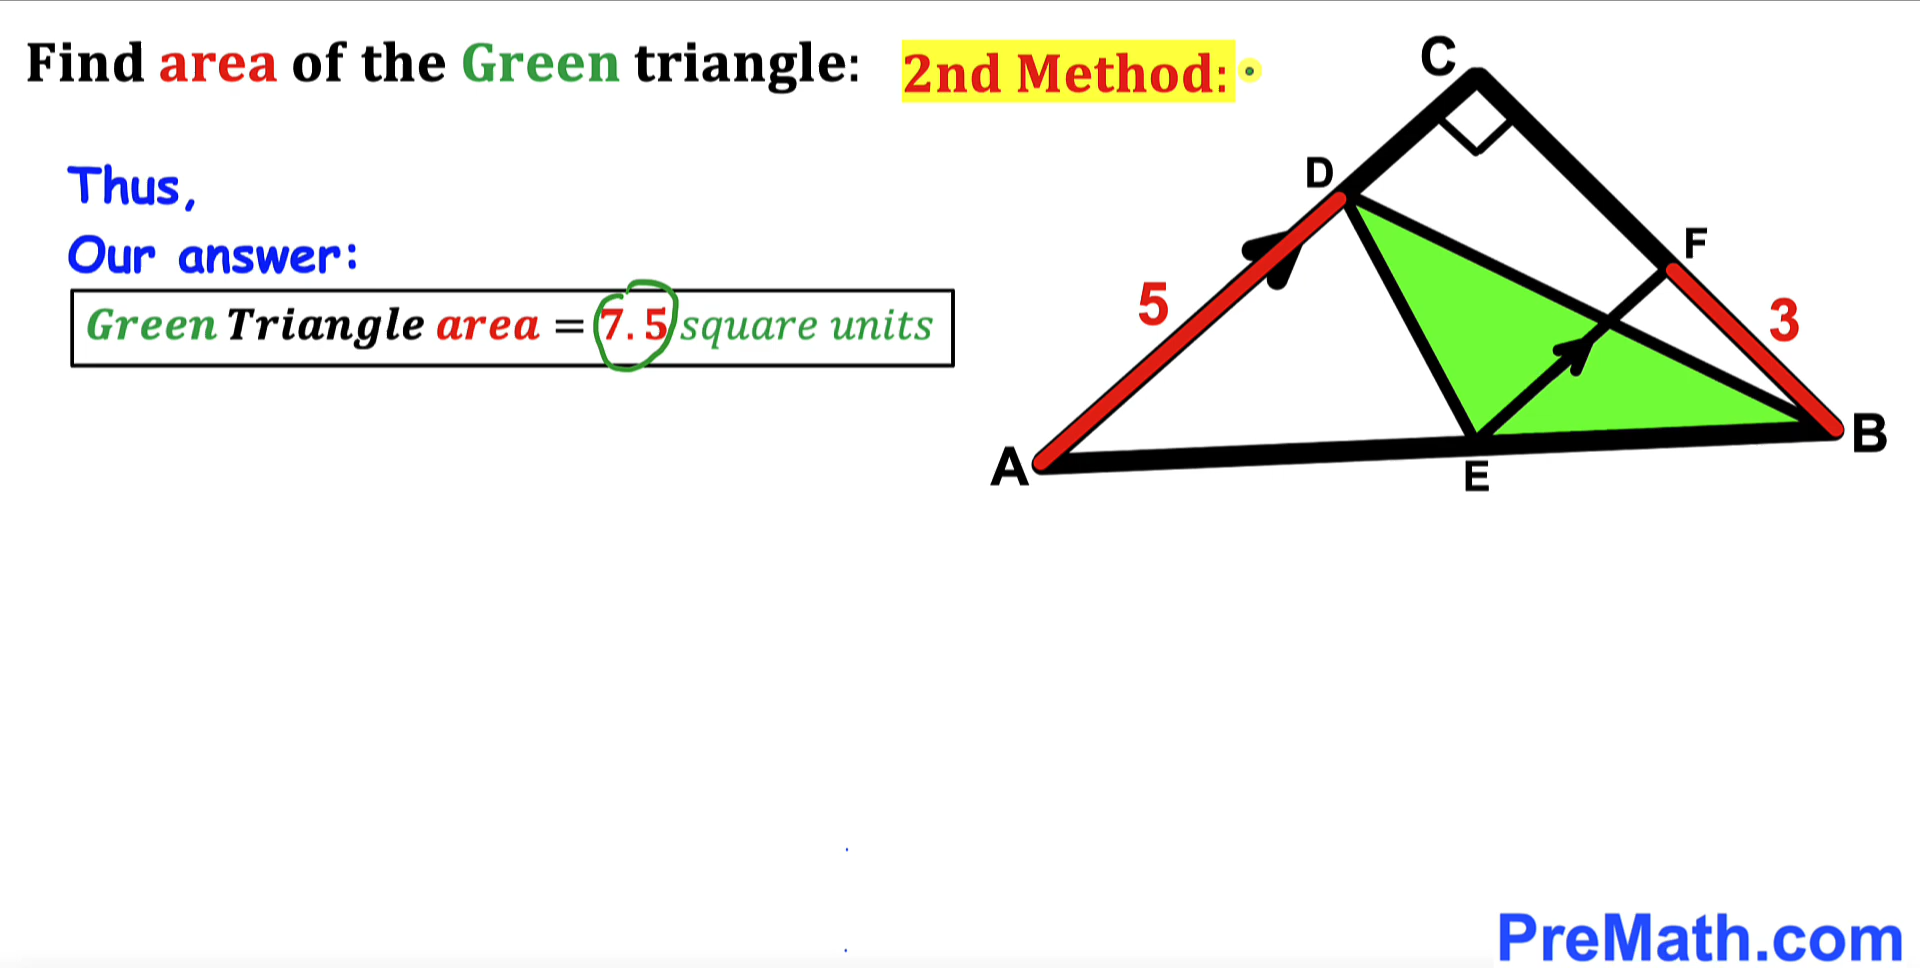 Find area of the Green triangle: 2nd Method:
Thus,
Our answer:
Green Triangle area = 7.5 square units
C
D
F
5
3
A
B
E
PreMath.com